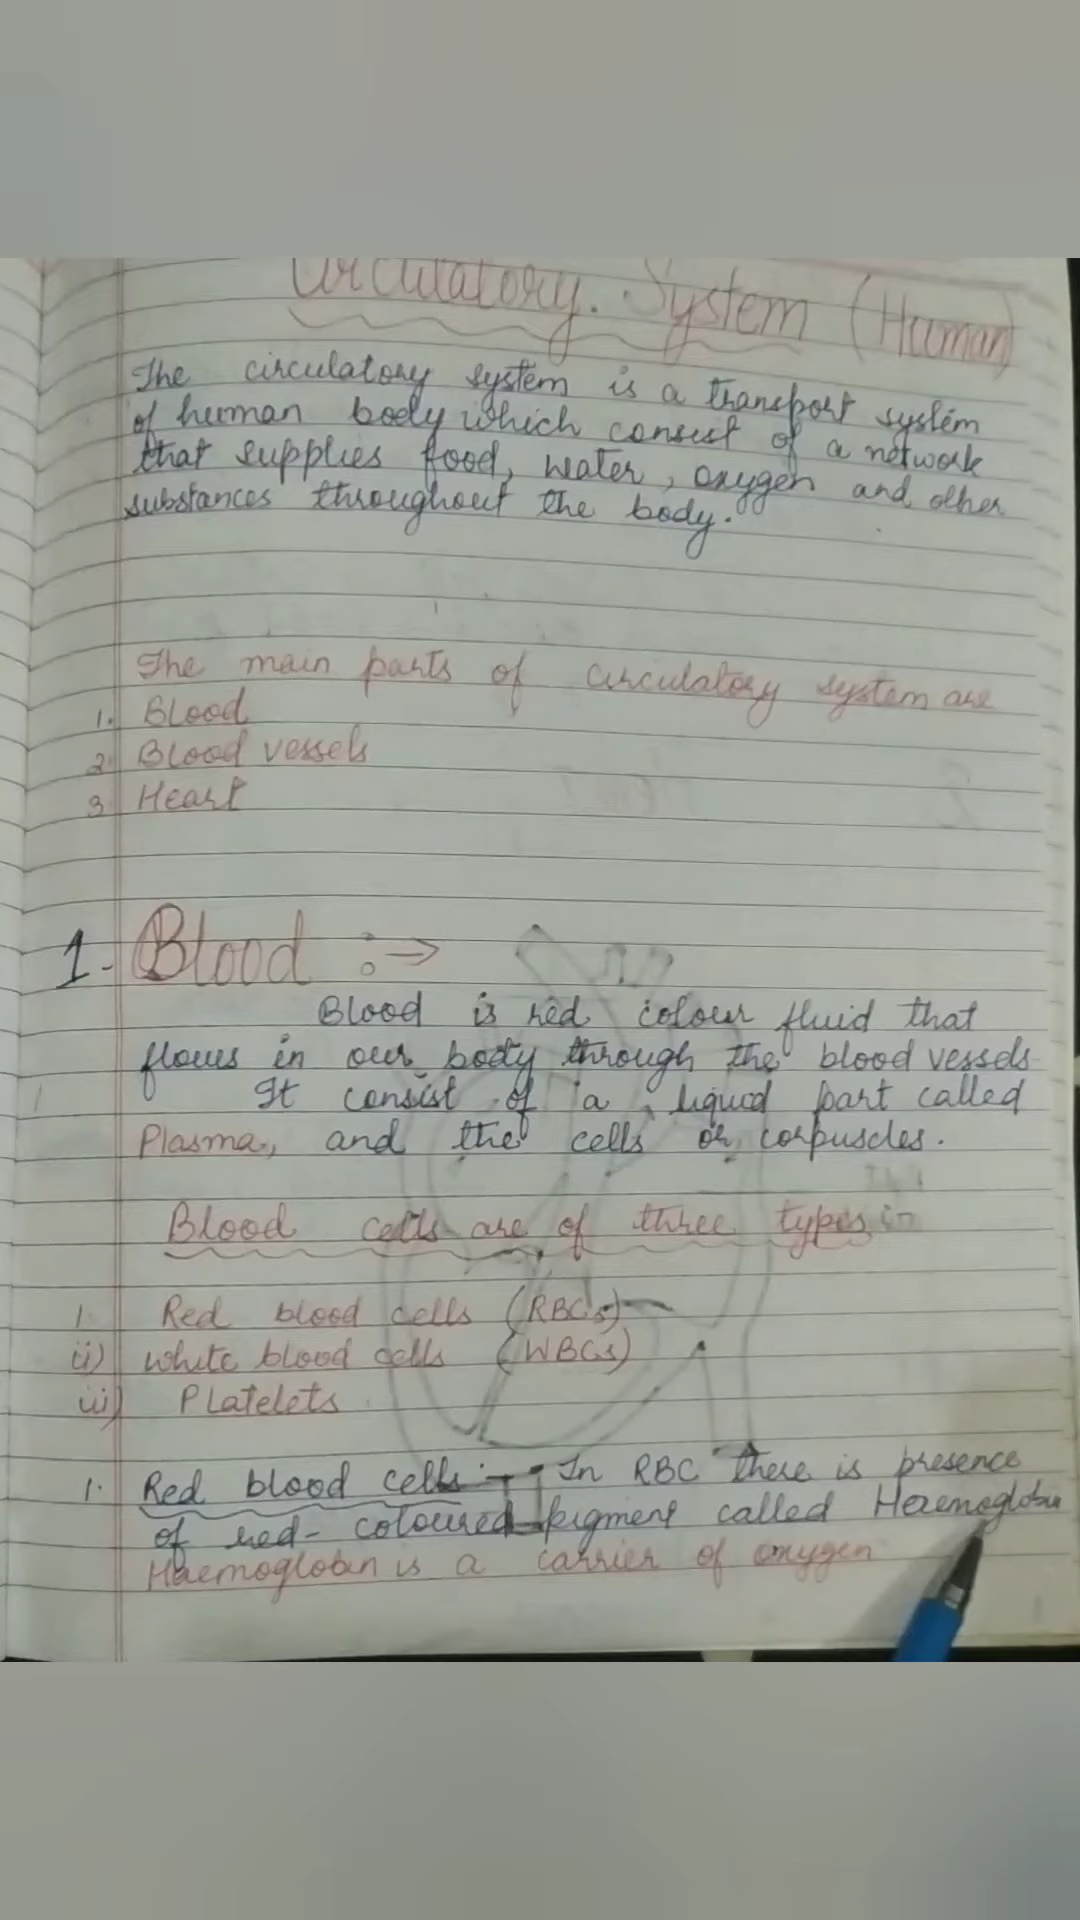 Circulatory System (Human)
The circulatory system is a transport system
of human body which consist of a network
that supplies food, water, oxygen and other
substances throughout the body.
The main parts of circulatory system are
1. Blood
2. Blood vessels
3. Heart
1. Blood :→
Blood is red colour fluid that
flows in our body through the blood vessels
It consist of a liquid part called
Plasma, and the cells or corpuscles.
Blood cells are of three types
1. Red blood cells (RBCs)
ii) White blood cells (WBCs)
iii) Platelets
1. Red blood cells :→ In RBC there is presence
of red-coloured pigment called Haemoglobin
Haemoglobin is a carrier of oxygen